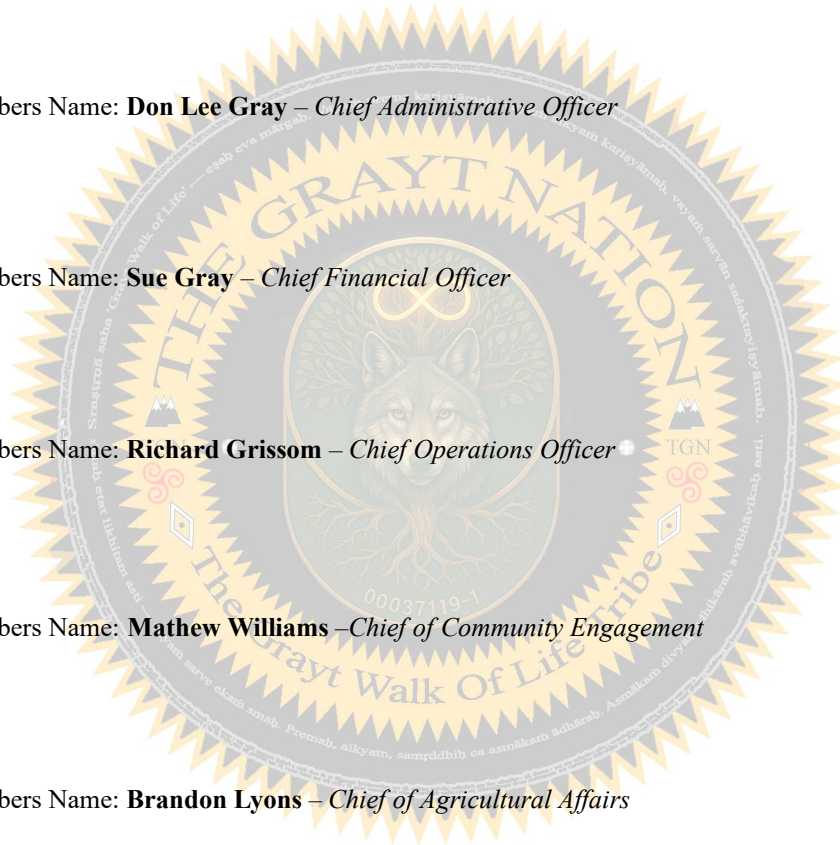 bers Name: Don Lee Gray – Chief Administrative Officer
bers Name: Sue Gray – Chief Financial Officer
THE GRAYT NATION
bers Name: Richard Grissom – Chief Operations Officer
TGN
00037119-1
bers Name: Mathew Williams –Chief of Community Engagement
The Grayt Walk Of Life Tribe
bers Name: Brandon Lyons – Chief of Agricultural Affairs